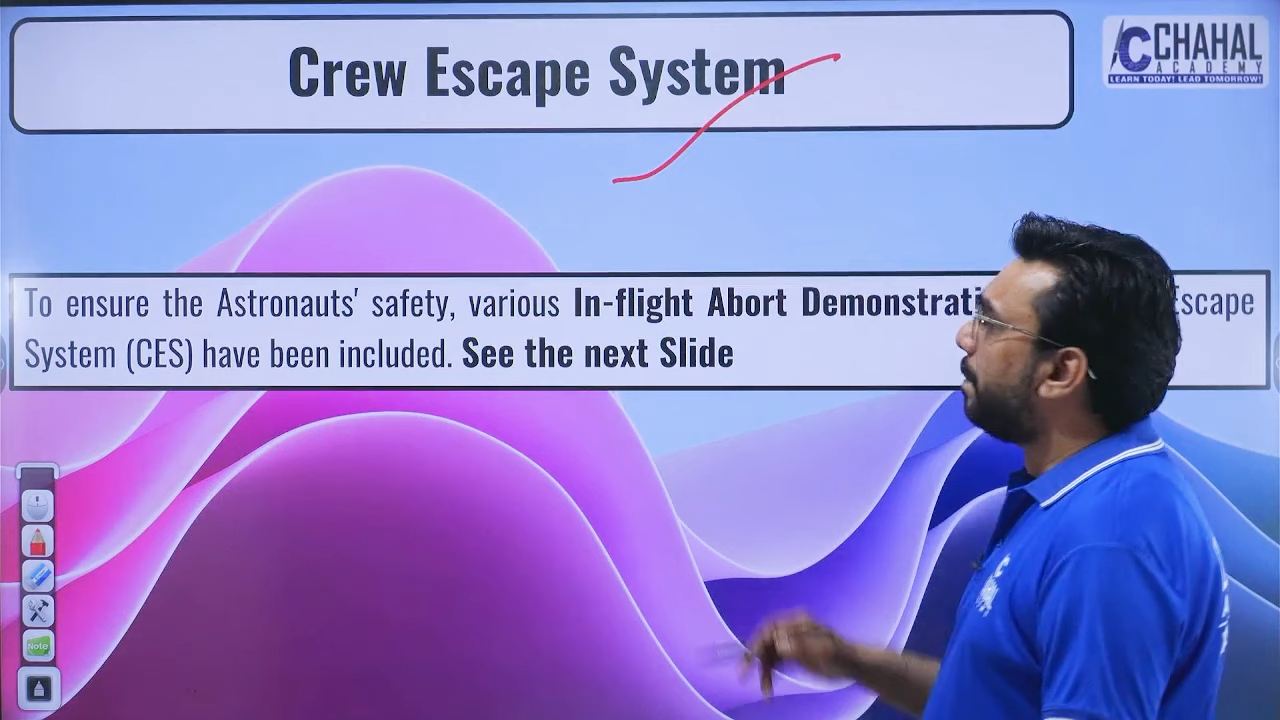 Crew Escape System
CHAHAL
ACADEMY
LEARN TODAY! LEAD TOMORROW!
To ensure the Astronauts' safety, various In-flight Abort Escape
System (CES) have been included. See the next Slide
Note